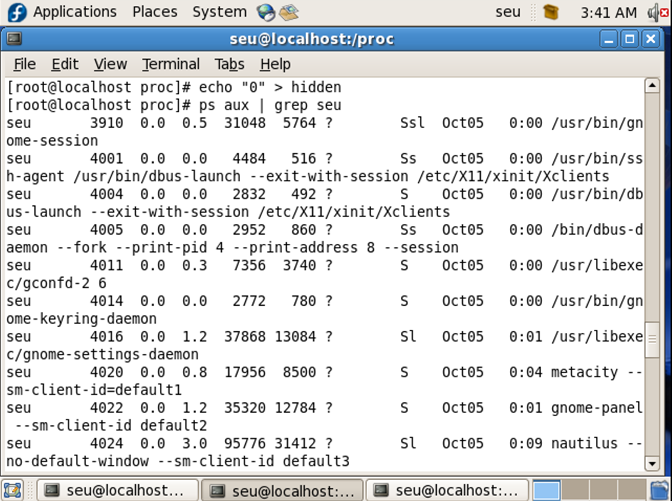 Applications Places System seu 3:41 AM
seu@localhost:/proc
File Edit View Terminal Tabs Help
[root@localhost proc]# echo "0" > hidden
[root@localhost proc]# ps aux | grep seu
seu 3910 0.0 0.5 31048 5764 ? Ssl Oct05 0:00 /usr/bin/gn
ome-session
seu 4001 0.0 0.0 4484 516 ? Ss Oct05 0:00 /usr/bin/ss
h-agent /usr/bin/dbus-launch --exit-with-session /etc/X11/xinit/Xclients
seu 4004 0.0 0.0 2832 492 ? S Oct05 0:00 /usr/bin/db
us-launch --exit-with-session /etc/X11/xinit/Xclients
seu 4005 0.0 0.0 2952 860 ? Ss Oct05 0:00 /bin/dbus-d
aemon --fork --print-pid 4 --print-address 8 --session
seu 4011 0.0 0.3 7356 3740 ? S Oct05 0:00 /usr/libexe
c/gconfd-2 6
seu 4014 0.0 0.0 2772 780 ? S Oct05 0:00 /usr/bin/gn
ome-keyring-daemon
seu 4016 0.0 1.2 37868 13084 ? Sl Oct05 0:01 /usr/libexe
c/gnome-settings-daemon
seu 4020 0.0 0.8 17956 8500 ? S Oct05 0:04 metacity --
sm-client-id=default1
seu 4022 0.0 1.2 35320 12784 ? S Oct05 0:01 gnome-panel
--sm-client-id default2
seu 4024 0.0 3.0 95776 31412 ? Sl Oct05 0:09 nautilus --
no-default-window --sm-client-id default3
seu@localhost... seu@localhost:... seu@localhost:...